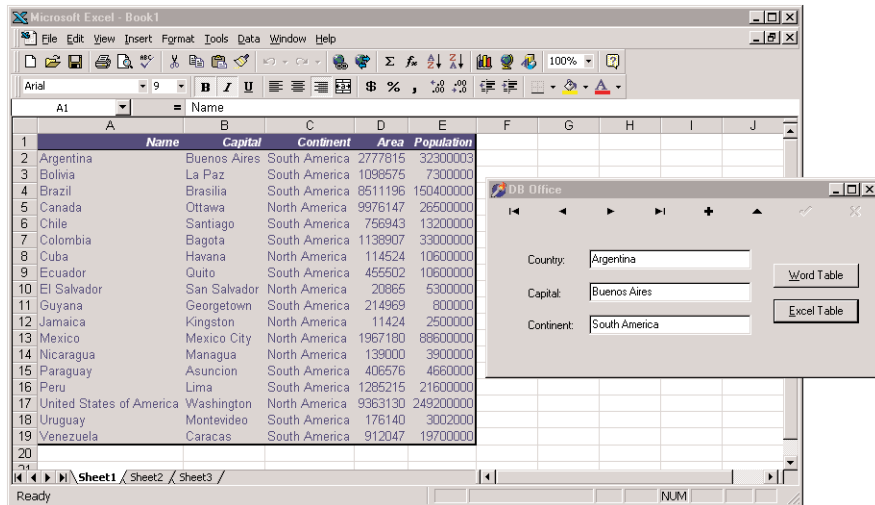 Microsoft Excel - Book1
File Edit View Insert Format Tools Data Window Help
100%
Arial 9 B I U $ % ,
A1 = Name
A B C D E F G H I J
1 Name Capital Continent Area Population
2 Argentina Buenos Aires South America 2777815 32300003
3 Bolivia La Paz South America 1098575 7300000
4 Brazil Brasilia South America 8511196 150400000
5 Canada Ottawa North America 9976147 26500000
6 Chile Santiago South America 756943 13200000
7 Colombia Bagota South America 1138907 33000000
8 Cuba Havana North America 114524 10600000
9 Ecuador Quito South America 455502 10600000
10 El Salvador San Salvador North America 20865 5300000
11 Guyana Georgetown South America 214969 800000
12 Jamaica Kingston North America 11424 2500000
13 Mexico Mexico City North America 1967180 88600000
14 Nicaragua Managua North America 139000 3900000
15 Paraguay Asuncion South America 406576 4660000
16 Peru Lima South America 1285215 21600000
17 United States of America Washington North America 9363130 249200000
18 Uruguay Montevideo South America 176140 3002000
19 Venezuela Caracas South America 912047 19700000
20
Sheet1 Sheet2 Sheet3
Ready NUM
DB Office
Country: Argentina
Word Table
Capital: Buenos Aires
Excel Table
Continent: South America